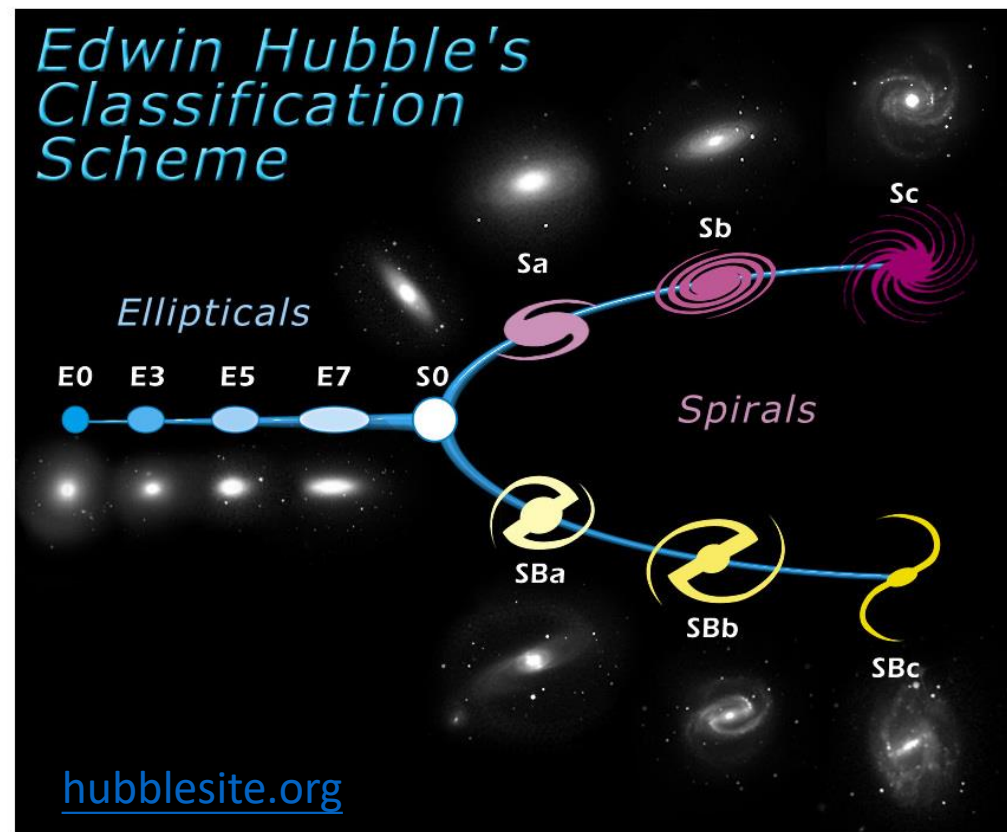 Edwin Hubble's
Classification
Scheme
Sc
Sb
Sa
Ellipticals
E0 E3 E5 E7 S0
Spirals
SBa
SBb
SBc
hubblesite.org